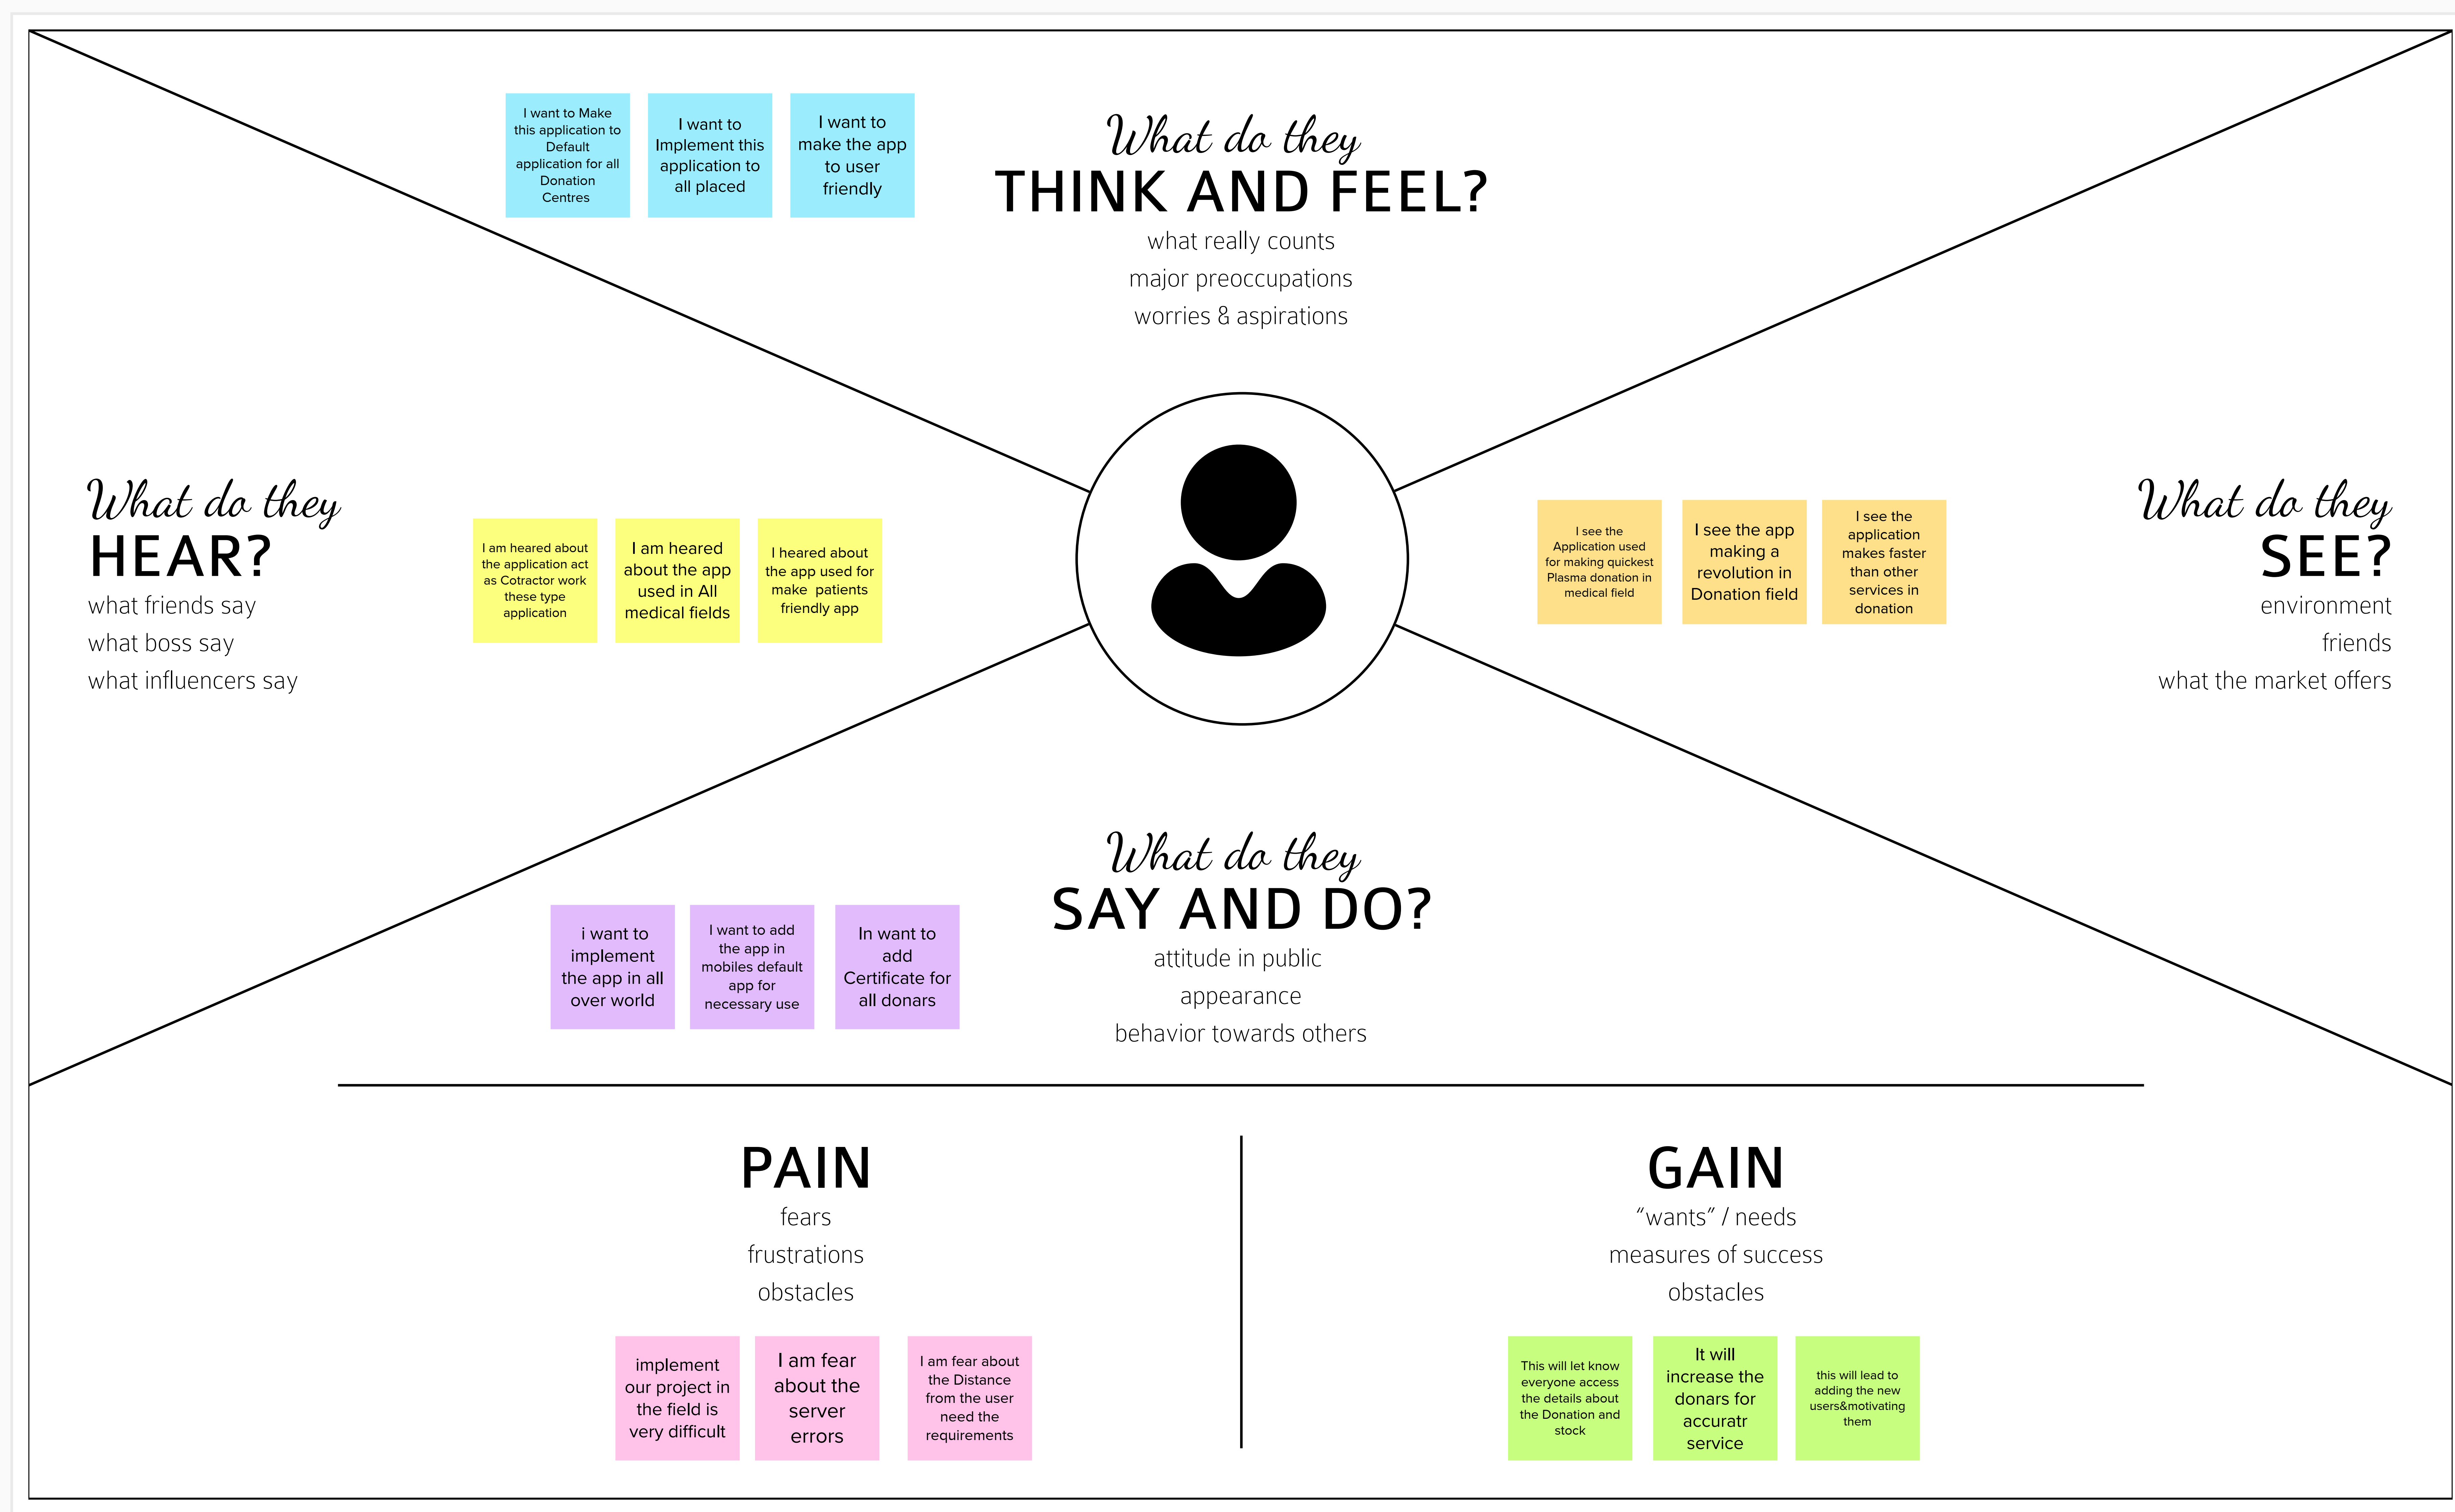 I want to Make
this application to
Default
application for all
Donation
Centres
I want to
Implement this
application to
all placed
I want to
make the app
to user
friendly
What do they
THINK AND FEEL?
what really counts
major preoccupations
worries & aspirations
What do they
HEAR?
what friends say
what boss say
what influencers say
I am heared about
the application act
as Cotractor work
these type
application
I am heared
about the app
used in All
medical fields
I heared about
the app used for
make patients
friendly app
I see the
Application used
for making quickest
Plasma donation in
medical field
I see the app
making a
revolution in
Donation field
I see the
application
makes faster
than other
services in
donation
What do they
SEE?
environment
friends
what the market offers
What do they
SAY AND DO?
attitude in public
appearance
behavior towards others
i want to
implement
the app in all
over world
I want to add
the app in
mobiles default
app for
necessary use
In want to
add
Certificate for
all donars
PAIN
fears
frustrations
obstacles
implement
our project in
the field is
very difficult
I am fear
about the
server
errors
I am fear about
the Distance
from the user
need the
requirements
GAIN
“wants” / needs
measures of success
obstacles
This will let know
everyone access
the details about
the Donation and
stock
It will
increase the
donars for
accuratr
service
this will lead to
adding the new
users&motivating
them